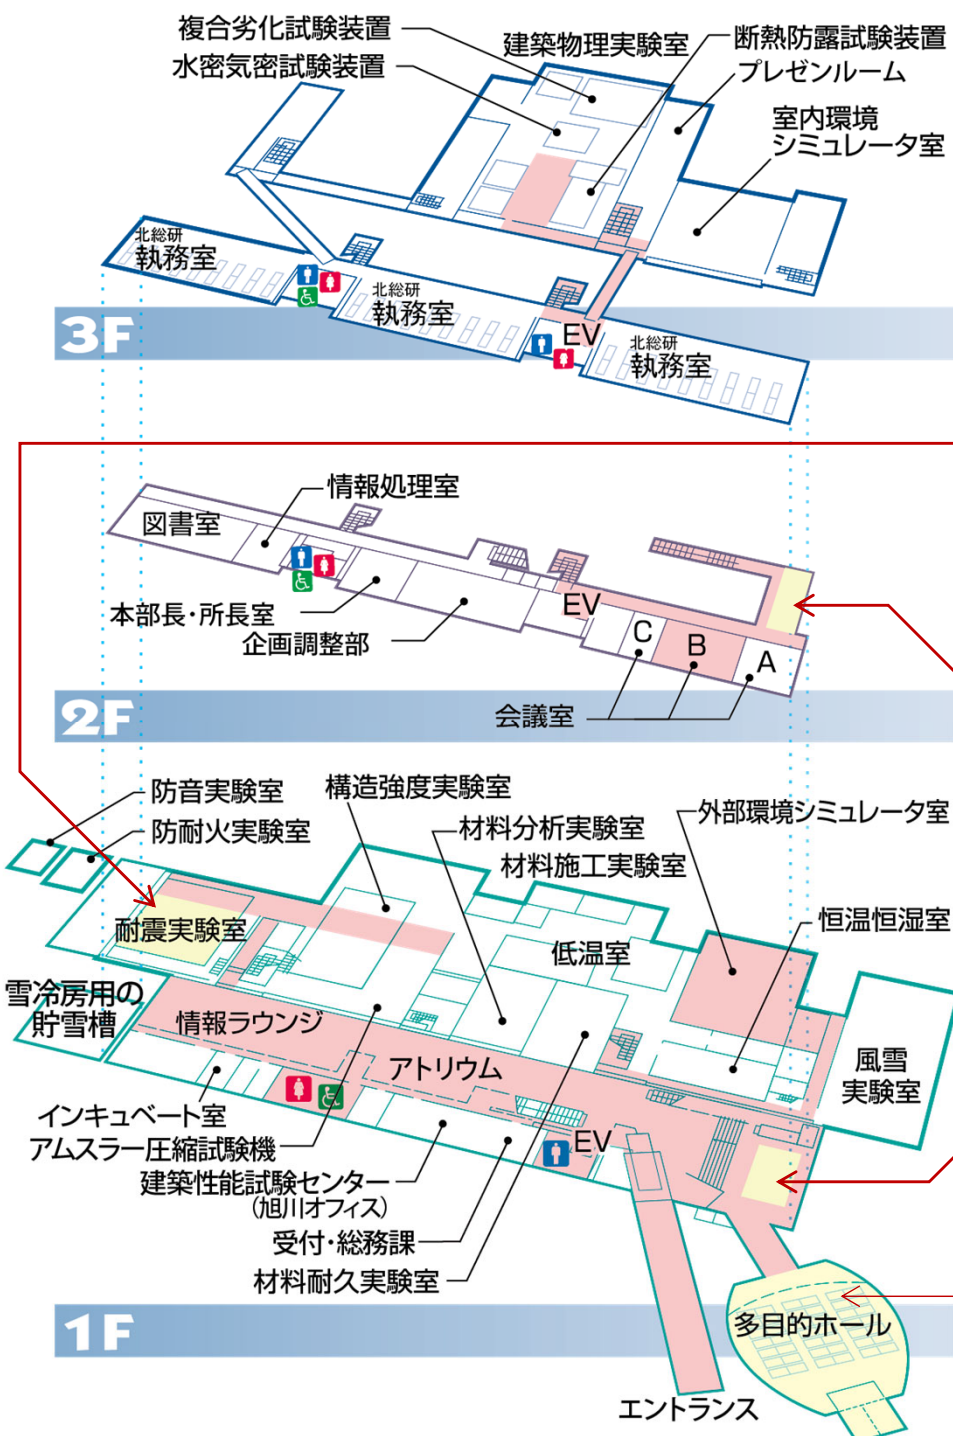 複合劣化試験装置
水密気密試験装置
建築物理実験室
断熱防露試験装置
プレゼンルーム
室内環境
シミュレータ室
北総研
執務室
北総研
執務室
EV
北総研
執務室
3F
情報処理室
図書室
本部長・所長室
企画調整部
EV
C
B
A
会議室
2F
防音実験室
防耐火実験室
構造強度実験室
材料分析実験室
材料施工実験室
外部環境シミュレータ室
耐震実験室
低温室
恒温恒湿室
雪冷房用の
貯雪槽
情報ラウンジ
アトリウム
風雪
実験室
インキュベート室
アムスラー圧縮試験機
EV
建築性能試験センター
(旭川オフィス)
受付・総務課
材料耐久実験室
1F
多目的ホール
エントランス